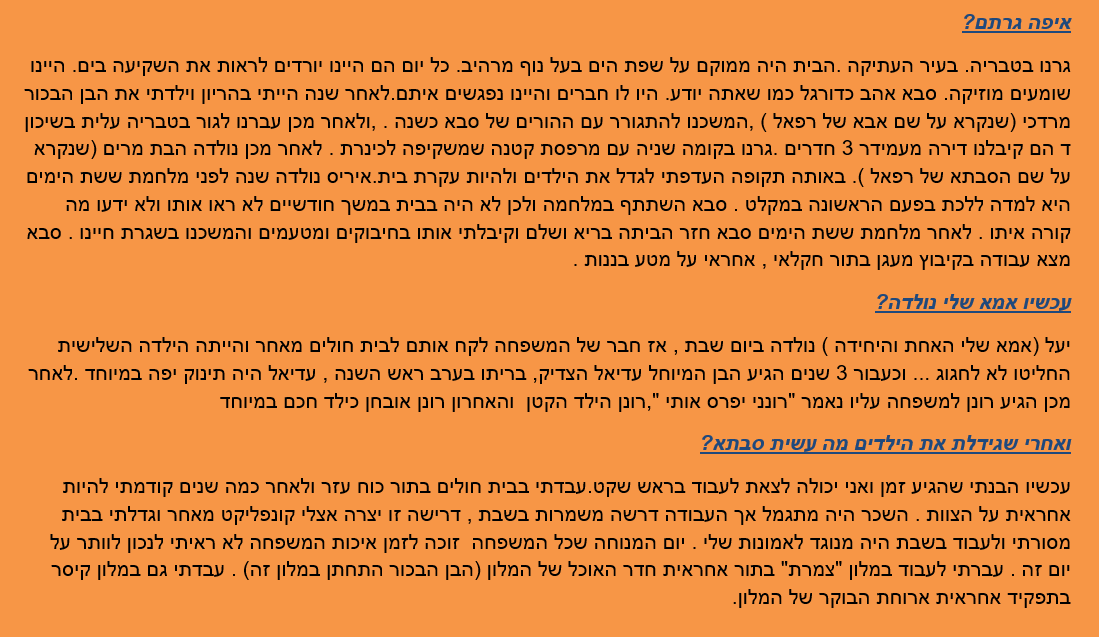 איפה גרתם?
גרנו בטבריה. בעיר העתיקה .הבית היה ממוקם על שפת הים בעל נוף מרהיב. כל יום הם היינו יורדים לראות את השקיעה בים. היינו
שומעים מוזיקה. סבא אהב כדורגל כמו שאתה יודע. היו לו חברים והיינו נפגשים איתם.לאחר שנה הייתי בהריון וילדתי את הבן הבכור
מרדכי (שנקרא על שם אבא של רפאל ) ,המשכנו להתגורר עם ההורים של סבא כשנה . ,ולאחר מכן עברנו לגור בטבריה עלית בשיכון
ד הם קיבלנו דירה מעמידר 3 חדרים .גרנו בקומה שניה עם מרפסת קטנה שמשקיפה לכינרת . לאחר מכן נולדה הבת מרים (שנקרא
על שם הסבתא של רפאל ). באותה תקופה העדפתי לגדל את הילדים ולהיות עקרת בית.איריס נולדה שנה לפני מלחמת ששת הימים
היא למדה ללכת בפעם הראשונה במקלט . סבא השתתף במלחמה ולכן לא היה בבית במשך חודשיים לא ראו אותו ולא ידעו מה
קורה איתו . לאחר מלחמת ששת הימים סבא חזר הביתה בריא ושלם וקיבלתי אותו בחיבוקים ומטעמים והמשכנו בשגרת חיינו . סבא
מצא עבודה בקיבוץ מעגן בתור חקלאי , אחראי על מטע בננות .
עכשיו אמא שלי נולדה?
יעל (אמא שלי האחת והיחידה ) נולדה ביום שבת , אז חבר של המשפחה לקח אותם לבית חולים מאחר והייתה הילדה השלישית
החליטו לא לחגוג ... וכעבור 3 שנים הגיע הבן המיוחל עדיאל הצדיק, בריתו בערב ראש השנה , עדיאל היה תינוק יפה במיוחד .לאחר
מכן הגיע רונן למשפחה עליו נאמר "רונני יפרס אותי ",רונן הילד הקטן  והאחרון רונן אובחן כילד חכם במיוחד
ואחרי שגידלת את הילדים מה עשית סבתא?
עכשיו הבנתי שהגיע זמן ואני יכולה לצאת לעבוד בראש שקט.עבדתי בבית חולים בתור כוח עזר ולאחר כמה שנים קודמתי להיות
אחראית על הצוות . השכר היה מתגמל אך העבודה דרשה משמרות בשבת , דרישה זו יצרה אצלי קונפליקט מאחר וגדלתי בבית
מסורתי ולעבוד בשבת היה מנוגד לאמונות שלי . יום המנוחה שכל המשפחה  זוכה לזמן איכות המשפחה לא ראיתי לנכון לוותר על
יום זה . עברתי לעבוד במלון "צמרת" בתור אחראית חדר האוכל של המלון (הבן הבכור התחתן במלון זה) . עבדתי גם במלון קיסר
בתפקיד אחראית ארוחת הבוקר של המלון.